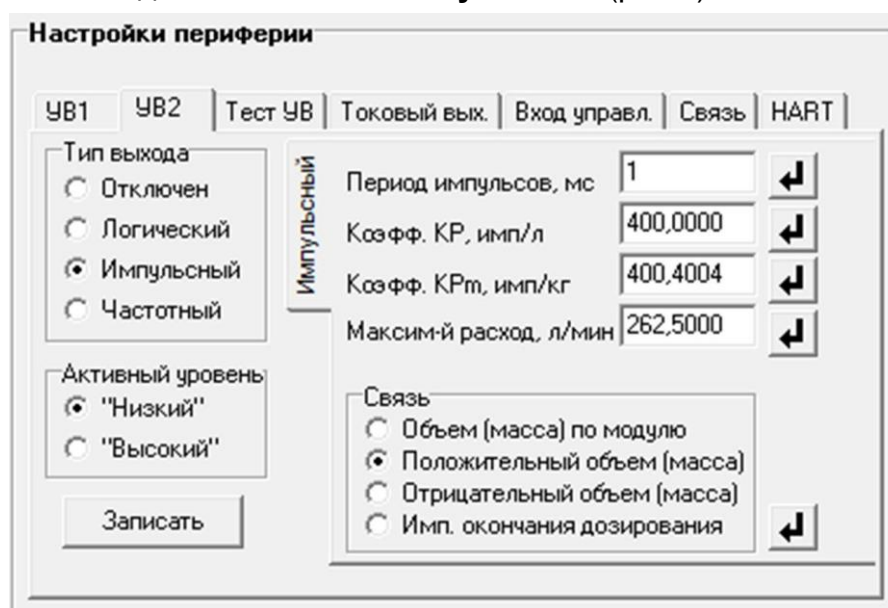 Настройки периферии
УВ1 УВ2 Тест УВ Токовый вых. Вход управл. Связь HART
Тип выхода
Отключен
Логический
Импульсный
Частотный
Активный уровень
"Низкий"
"Высокий"
Записать
Импульсный
Период импульсов, мс 1
Коэфф. КР, имп/л 400,0000
Коэфф. КРm, имп/кг 400,4004
Максим-й расход, л/мин 262,5000
Связь
Объем (масса) по модулю
Положительный объем (масса)
Отрицательный объем (масса)
Имп. окончания дозирования